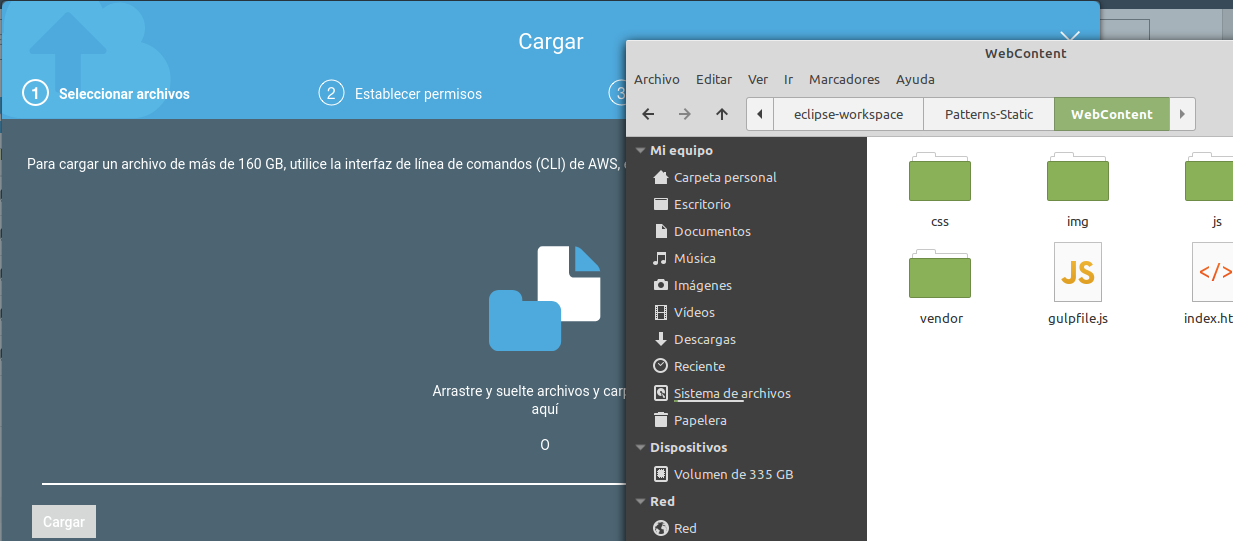 Cargar
1 Seleccionar archivos
2 Establecer permisos
3
Para cargar un archivo de más de 160 GB, utilice la interfaz de línea de comandos (CLI) de AWS,
Arrastre y suelte archivos y carp
aquí
O
Cargar
WebContent
Archivo Editar Ver Ir Marcadores Ayuda
eclipse-workspace Patterns-Static WebContent
Mi equipo
Carpeta personal
Escritorio
Documentos
Música
Imágenes
Vídeos
Descargas
Reciente
Sistema de archivos
Papelera
Dispositivos
Volumen de 335 GB
Red
Red
css img js
JS </>
vendor gulpfile.js index.ht